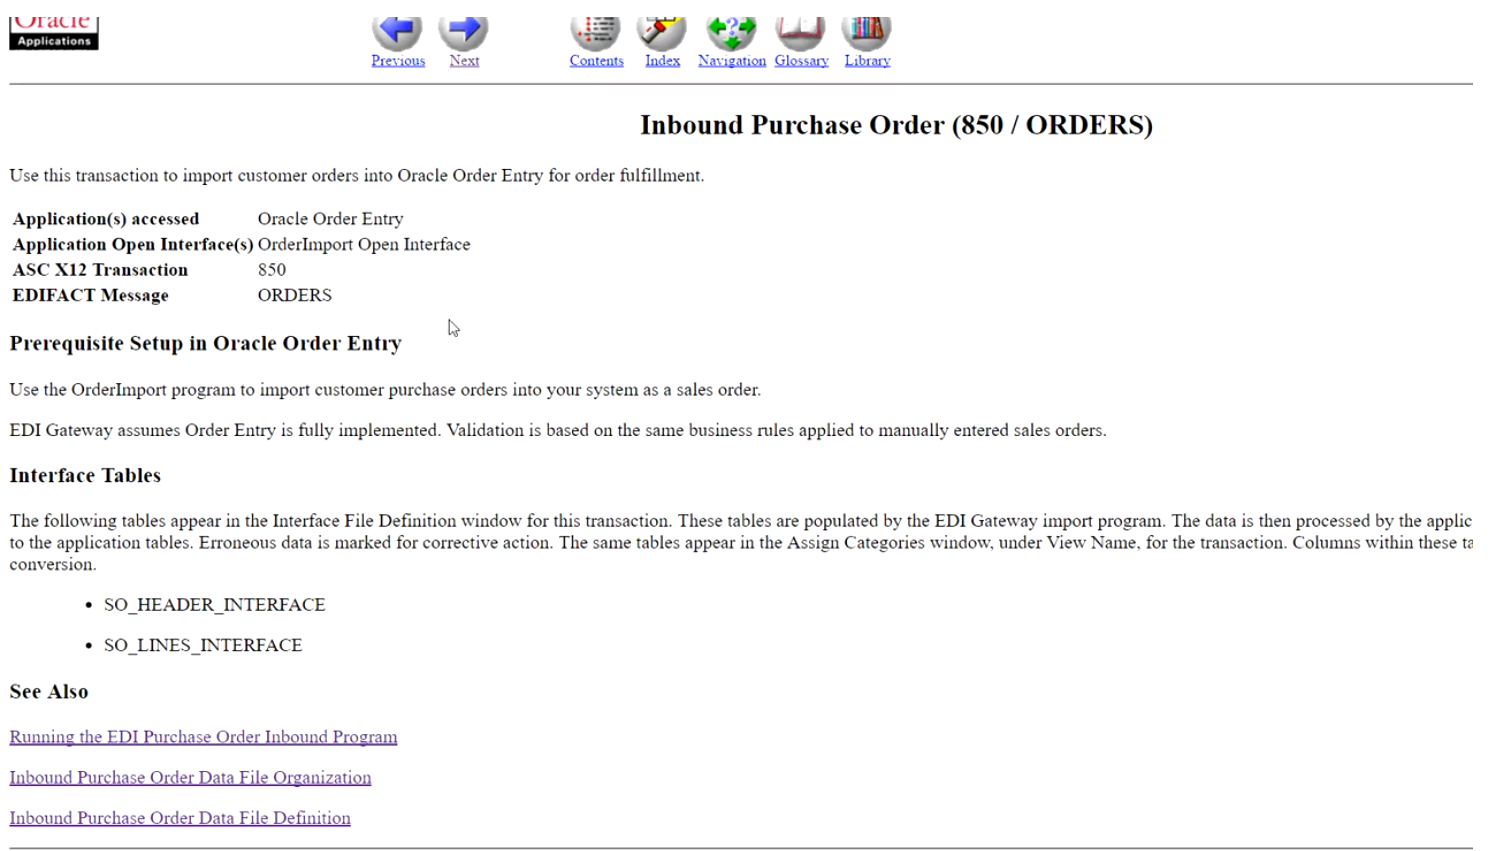 Oracle
Applications
Previous Next Contents Index Navigation Glossary Library
Inbound Purchase Order (850 / ORDERS)
Use this transaction to import customer orders into Oracle Order Entry for order fulfillment.
Application(s) accessed Oracle Order Entry
Application Open Interface(s) OrderImport Open Interface
ASC X12 Transaction 850
EDIFACT Message ORDERS
Prerequisite Setup in Oracle Order Entry
Use the OrderImport program to import customer purchase orders into your system as a sales order.
EDI Gateway assumes Order Entry is fully implemented. Validation is based on the same business rules applied to manually entered sales orders.
Interface Tables
The following tables appear in the Interface File Definition window for this transaction. These tables are populated by the EDI Gateway import program. The data is then processed by the applic
to the application tables. Erroneous data is marked for corrective action. The same tables appear in the Assign Categories window, under View Name, for the transaction. Columns within these ta
conversion.
• SO_HEADER_INTERFACE
• SO_LINES_INTERFACE
See Also
Running the EDI Purchase Order Inbound Program
Inbound Purchase Order Data File Organization
Inbound Purchase Order Data File Definition